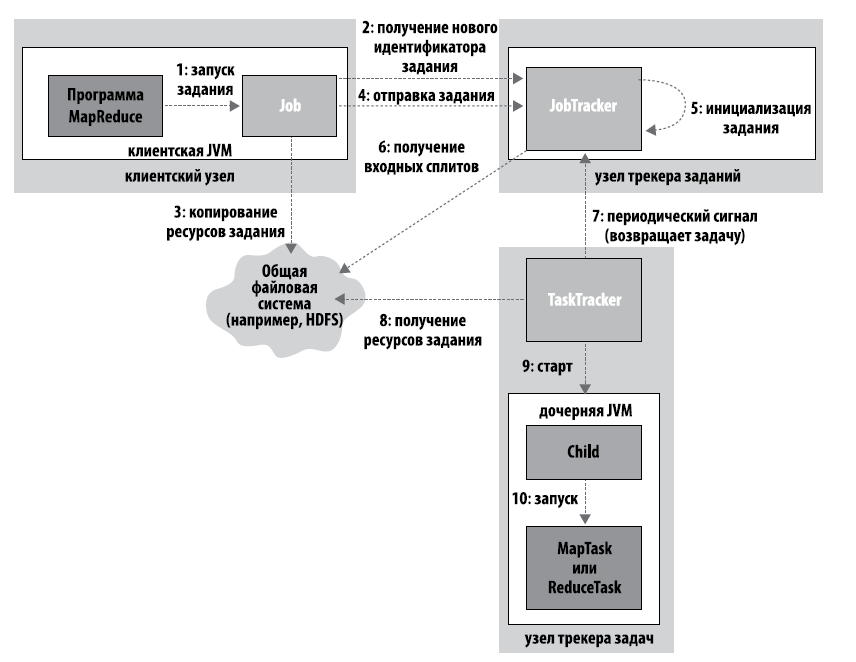 2: получение нового
идентификатора
задания
1: запуск
задания
Программа
MapReduce
Job
4: отправка задания
JobTracker
5: инициализация
задания
клиентская JVM
клиентский узел
6: получение
входных сплитов
узел трекера заданий
3: копирование
ресурсов задания
7: периодический сигнал
(возвращает задачу)
Общая
файловая
система
(например, HDFS)
TaskTracker
8: получение
ресурсов задания
9: старт
дочерняя JVM
Child
10: запуск
MapTask
или
ReduceTask
узел трекера задач